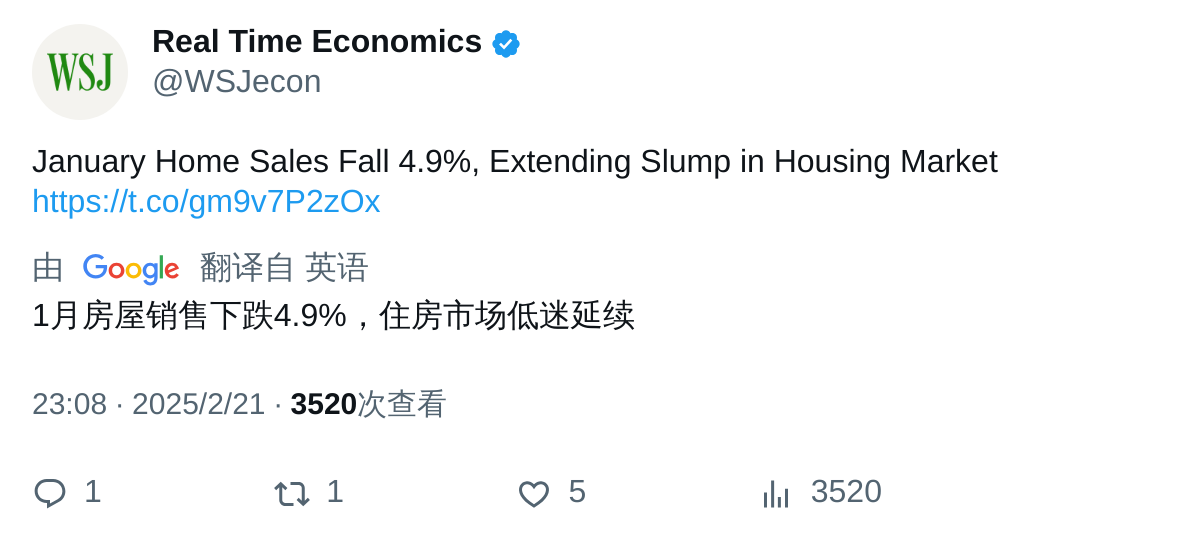 WSJ
Real Time Economics
@WSJecon
January Home Sales Fall 4.9%, Extending Slump in Housing Market
https://t.co/gm9v7P2zOx
由 Google 翻译自 英语
1月房屋销售下跌4.9%，住房市场低迷延续
23:08 · 2025/2/21 · 3520次查看
1 1 5 3520